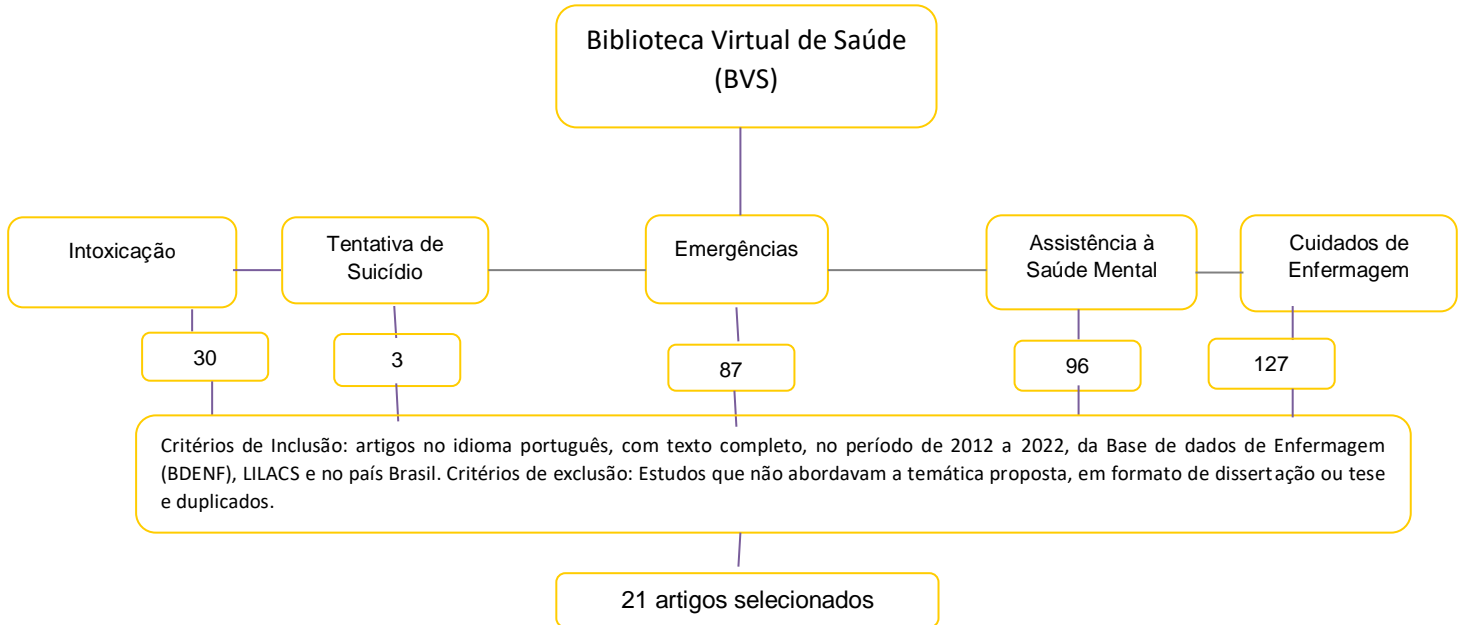 Biblioteca Virtual de Saúde
(BVS)
Intoxicação
Tentativa de
Suicídio
Emergências
Assistência à
Saúde Mental
Cuidados de
Enfermagem
30
3
87
96
127
Critérios de Inclusão: artigos no idioma português, com texto completo, no período de 2012 a 2022, da Base de dados de Enfermagem
(BDENF), LILACS e no país Brasil. Critérios de exclusão: Estudos que não abordavam a temática proposta, em formato de dissertação ou tese
e duplicados.
21 artigos selecionados